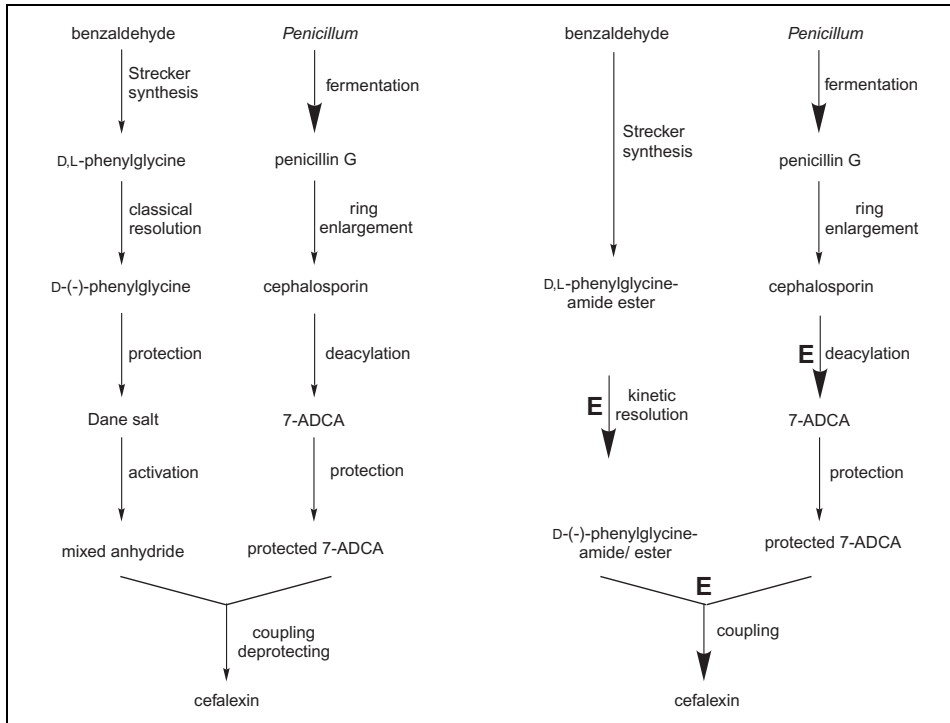 benzaldehyde
Penicillum
Strecker
synthesis
fermentation
D,L-phenylglycine
penicillin G
classical
resolution
ring
enlargement
D-(-)-phenylglycine
cephalosporin
protection
deacylation
Dane salt
7-ADCA
activation
protection
mixed anhydride
protected 7-ADCA
coupling
deprotecting
cefalexin
benzaldehyde
Penicillum
fermentation
Strecker
synthesis
penicillin G
ring
enlargement
D,L-phenylglycine-
amide ester
cephalosporin
E
deacylation
E
kinetic
resolution
7-ADCA
protection
D-(-)-phenylglycine-
amide/ ester
protected 7-ADCA
E
coupling
cefalexin